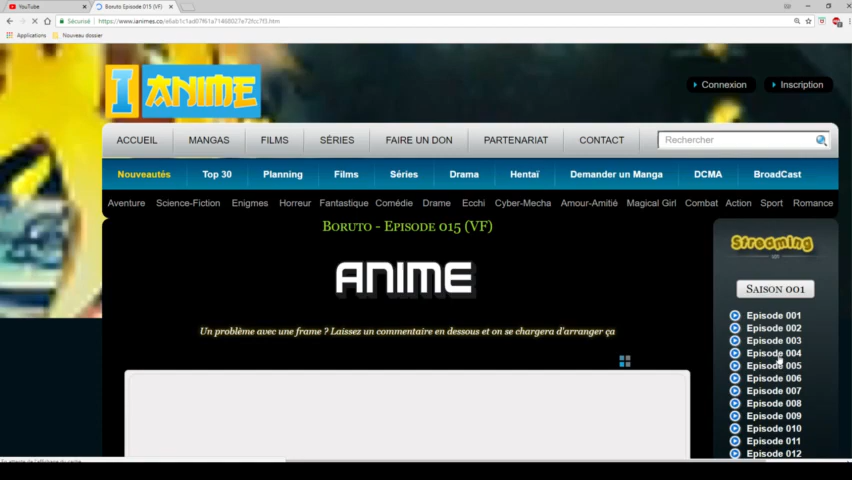 YouTube
Boruto Episode 015 (VF)
Sécurisé
Applications
Nouveau dossier
I ANIME
Connexion
Inscription
ACCUEIL MANGAS FILMS SÉRIES FAIRE UN DON PARTENARIAT CONTACT
Rechercher
Nouveautés Top 30 Planning Films Séries Drama Hentaï Demander un Manga DCMA BroadCast
Aventure Science-Fiction Enigmes Horreur Fantastique Comédie Drame Ecchi Cyber-Mecha Amour-Amitié Magical Girl Combat Action Sport Romance
Boruto - Episode 015 (VF)
ANIME
Un problème avec une frame ? Laissez un commentaire en dessous et on se chargera d'arranger ça
Streaming
Saison 001
Episode 001
Episode 002
Episode 003
Episode 004
Episode 005
Episode 006
Episode 007
Episode 008
Episode 009
Episode 010
Episode 011
Episode 012